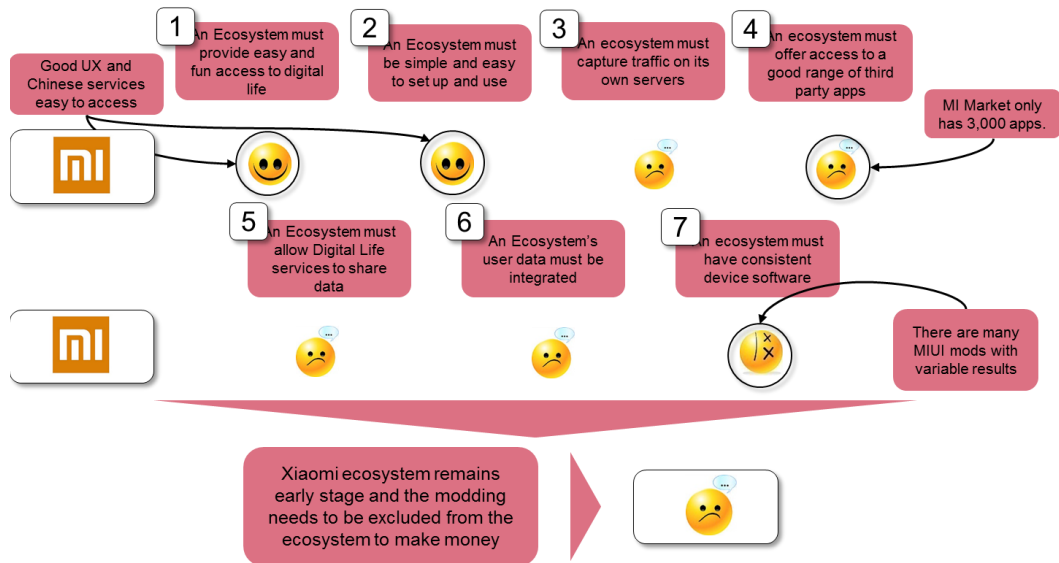 1
An Ecosystem must
provide easy and
fun access to digital
life
2
An Ecosystem must
be simple and easy
to set up and use
3
An ecosystem must
capture traffic on its
own servers
4
An ecosystem must
offer access to a
good range of third
party apps
Good UX and
Chinese services
easy to access
MI Market only
has 3,000 apps.
mi
...
...
5
An Ecosystem must
allow Digital Life
services to share
data
6
An Ecosystem’s
user data must be
integrated
7
An ecosystem must
have consistent
device software
mi
...
...
x
x
There are many
MIUI mods with
variable results
Xiaomi ecosystem remains
early stage and the modding
needs to be excluded from the
ecosystem to make money
...